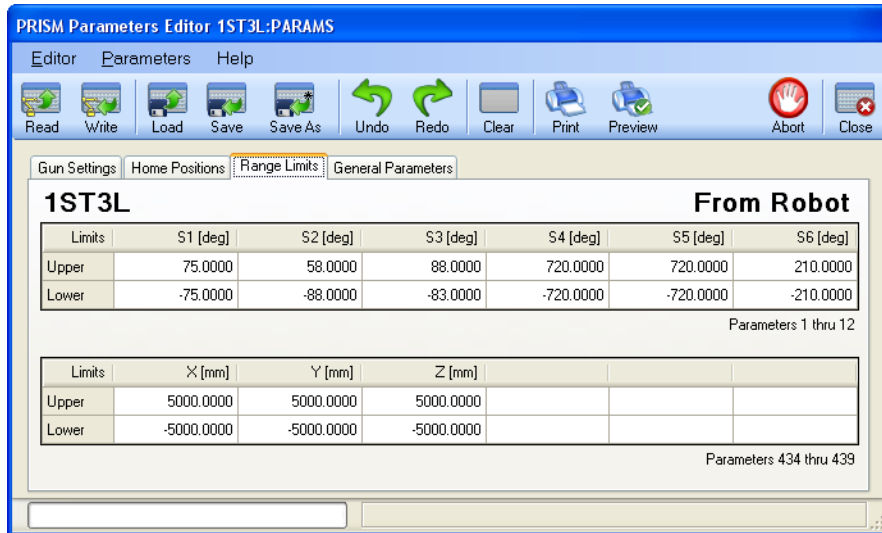 PRISM Parameters Editor 1ST3L:PARAMS
Editor Parameters Help
Read Write Load Save Save As Undo Redo Clear Print Preview Abort Close
Gun Settings Home Positions Range Limits General Parameters
1ST3L From Robot
Limits S1 [deg] S2 [deg] S3 [deg] S4 [deg] S5 [deg] S6 [deg]
Upper 75.0000 58.0000 88.0000 720.0000 720.0000 210.0000
Lower -75.0000 -88.0000 -83.0000 -720.0000 -720.0000 -210.0000
Parameters 1 thru 12
Limits X [mm] Y [mm] Z [mm]
Upper 5000.0000 5000.0000 5000.0000
Lower -5000.0000 -5000.0000 -5000.0000
Parameters 434 thru 439